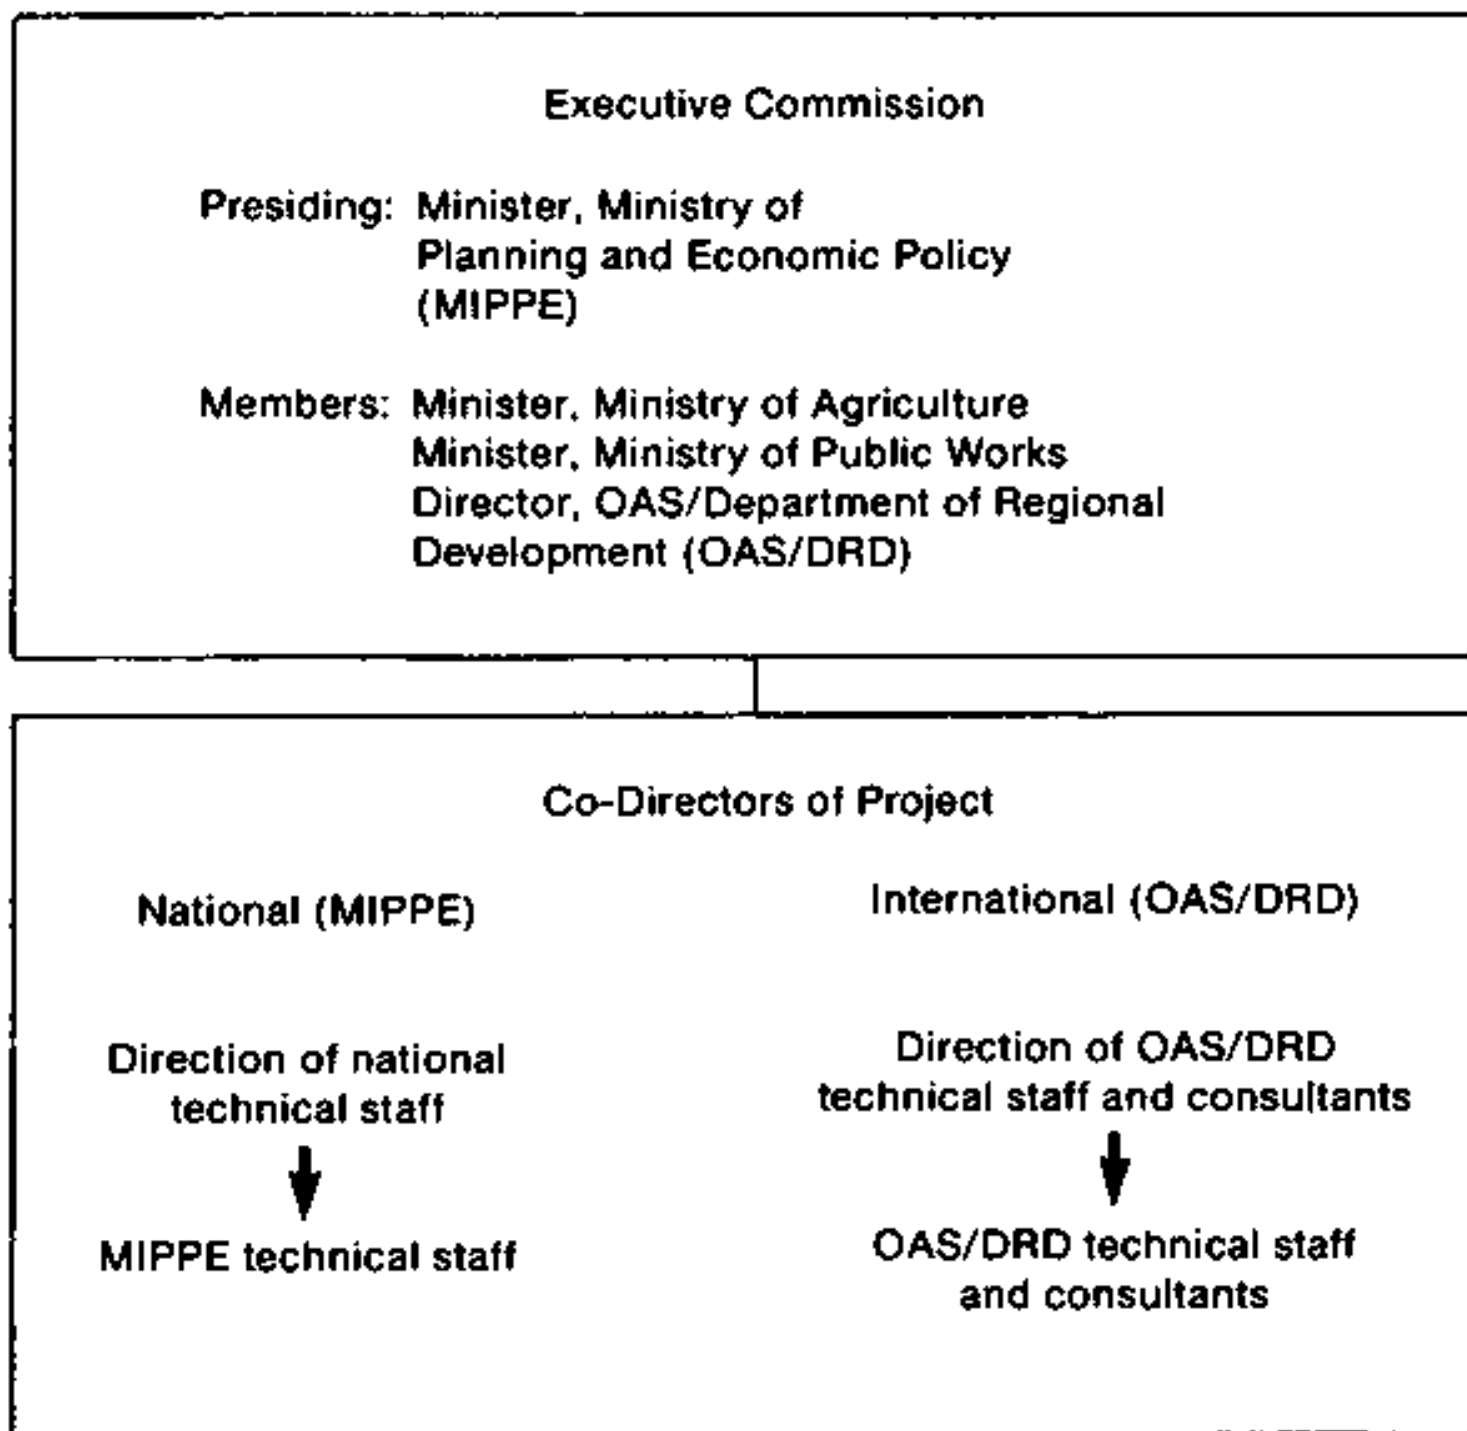 Executive Commission
Presiding: Minister, Ministry of
Planning and Economic Policy
(MIPPE)
Members: Minister, Ministry of Agriculture
Minister, Ministry of Public Works
Director, OAS/Department of Regional
Development (OAS/DRD)
Co-Directors of Project
National (MIPPE)
International (OAS/DRD)
Direction of national
technical staff
MIPPE technical staff
Direction of OAS/DRD
technical staff and consultants
OAS/DRD technical staff
and consultants